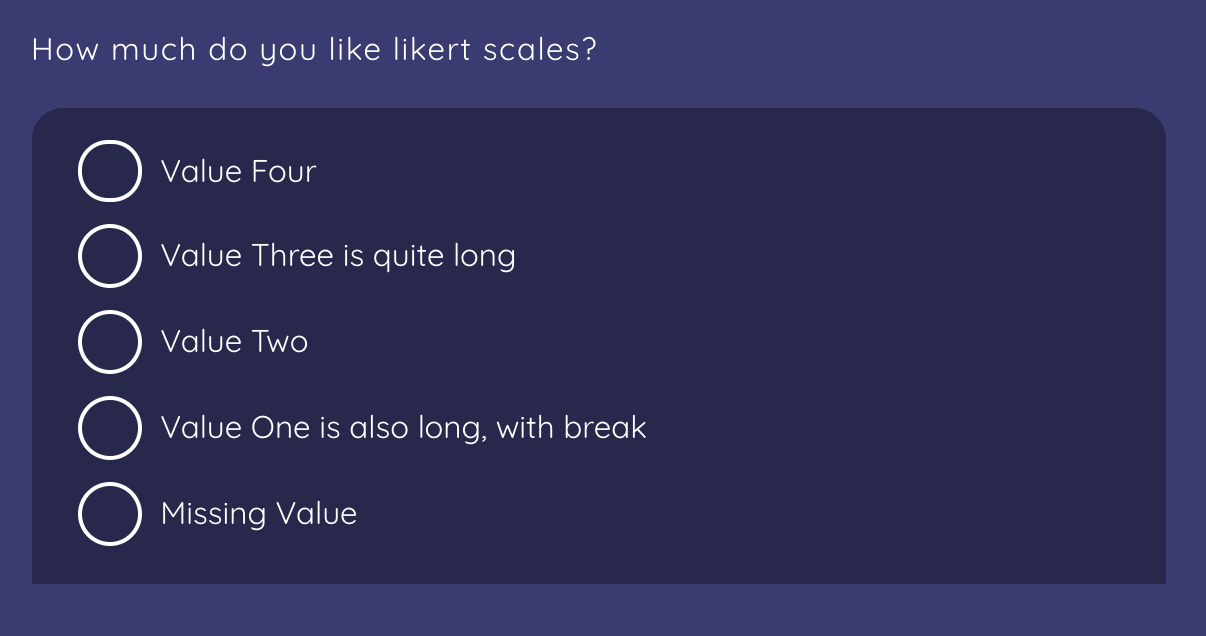 How much do you like likert scales?
Value Four
Value Three is quite long
Value Two
Value One is also long, with break
Missing Value